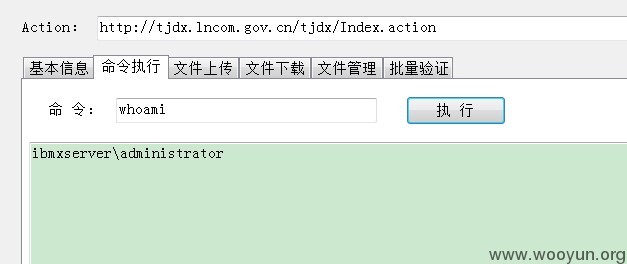 Action: http://tjdx.lncom.gov.cn/tjdx/Index.action
基本信息 命令执行 文件上传 文件下载 文件管理 批量验证
命 令: whoami 执 行
ibmxserver\administrator
www.wooyun.org